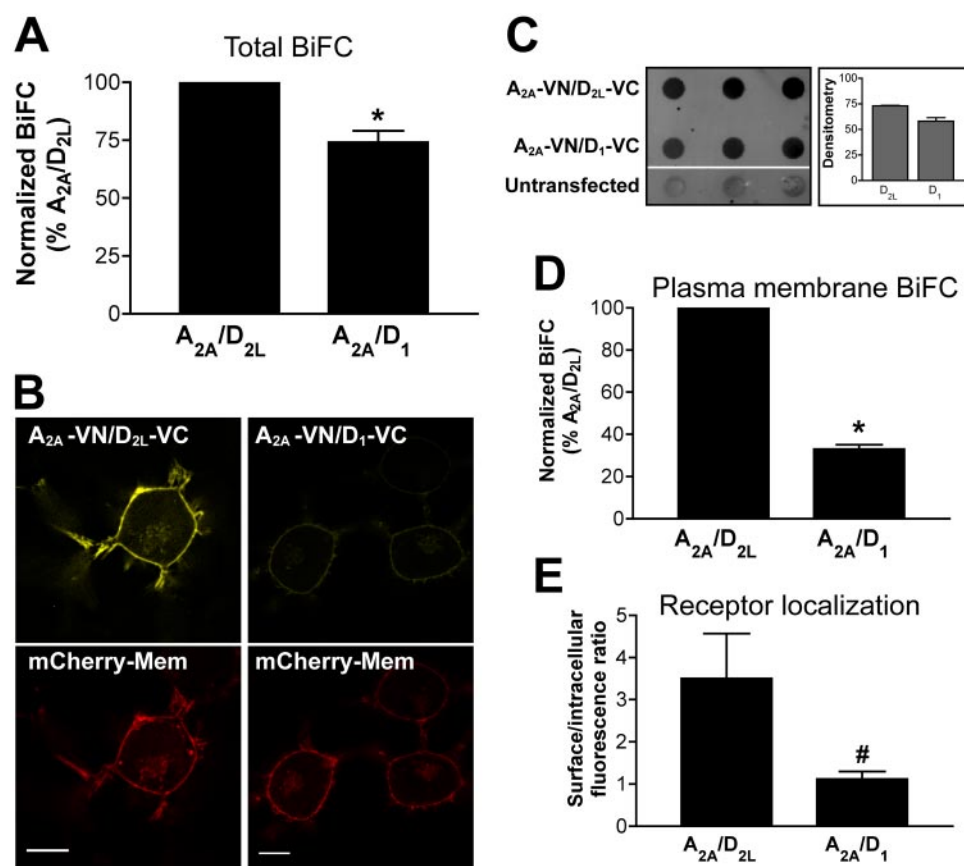 A
Total BiFC
Normalized BiFC
(% A2A/D2L)
100
75
50
25
0
*
A2A/D2L
A2A/D1
B
A2A -VN/D2L-VC
A2A -VN/D1-VC
mCherry-Mem
mCherry-Mem
C
A2A-VN/D2L-VC
A2A-VN/D1-VC
Untransfected
Densitometry
100
75
50
25
0
D2L
D1
D
Plasma membrane BiFC
Normalized BiFC
(% A2A/D2L)
100
80
60
40
20
0
*
A2A/D2L
A2A/D1
E
Receptor localization
Surface/intracellular
fluorescence ratio
5
4
3
2
1
0
#
A2A/D2L
A2A/D1